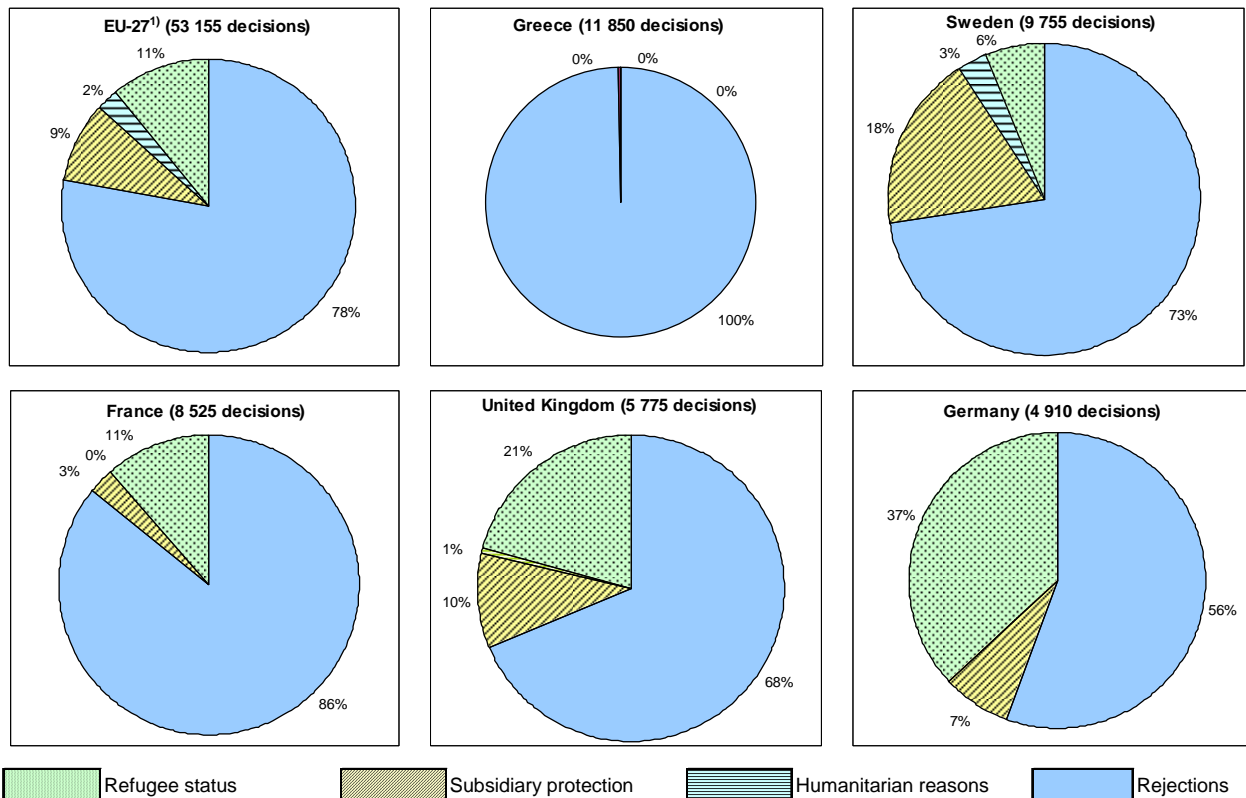 EU-27¹⁾ (53 155 decisions)
11%
2%
9%
78%
Greece (11 850 decisions)
0%
0%
0%
100%
Sweden (9 755 decisions)
6%
3%
18%
73%
France (8 525 decisions)
11%
0%
3%
86%
United Kingdom (5 775 decisions)
21%
1%
10%
68%
Germany (4 910 decisions)
37%
56%
7%
Refugee status
Subsidiary protection
Humanitarian reasons
Rejections